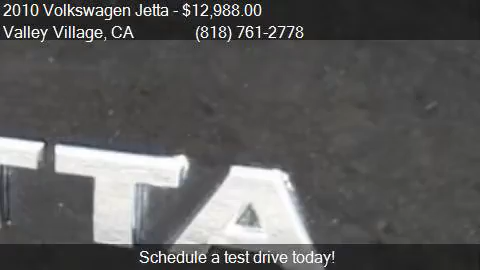 2010 Volkswagen Jetta - $12,988.00
Valley Village, CA (818) 761-2778
TTA
Schedule a test drive today!